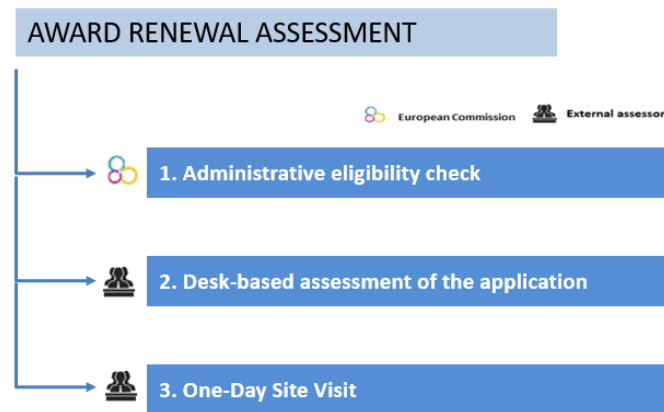 AWARD RENEWAL ASSESSMENT
European Commission External assessor
1. Administrative eligibility check
2. Desk-based assessment of the application
3. One-Day Site Visit